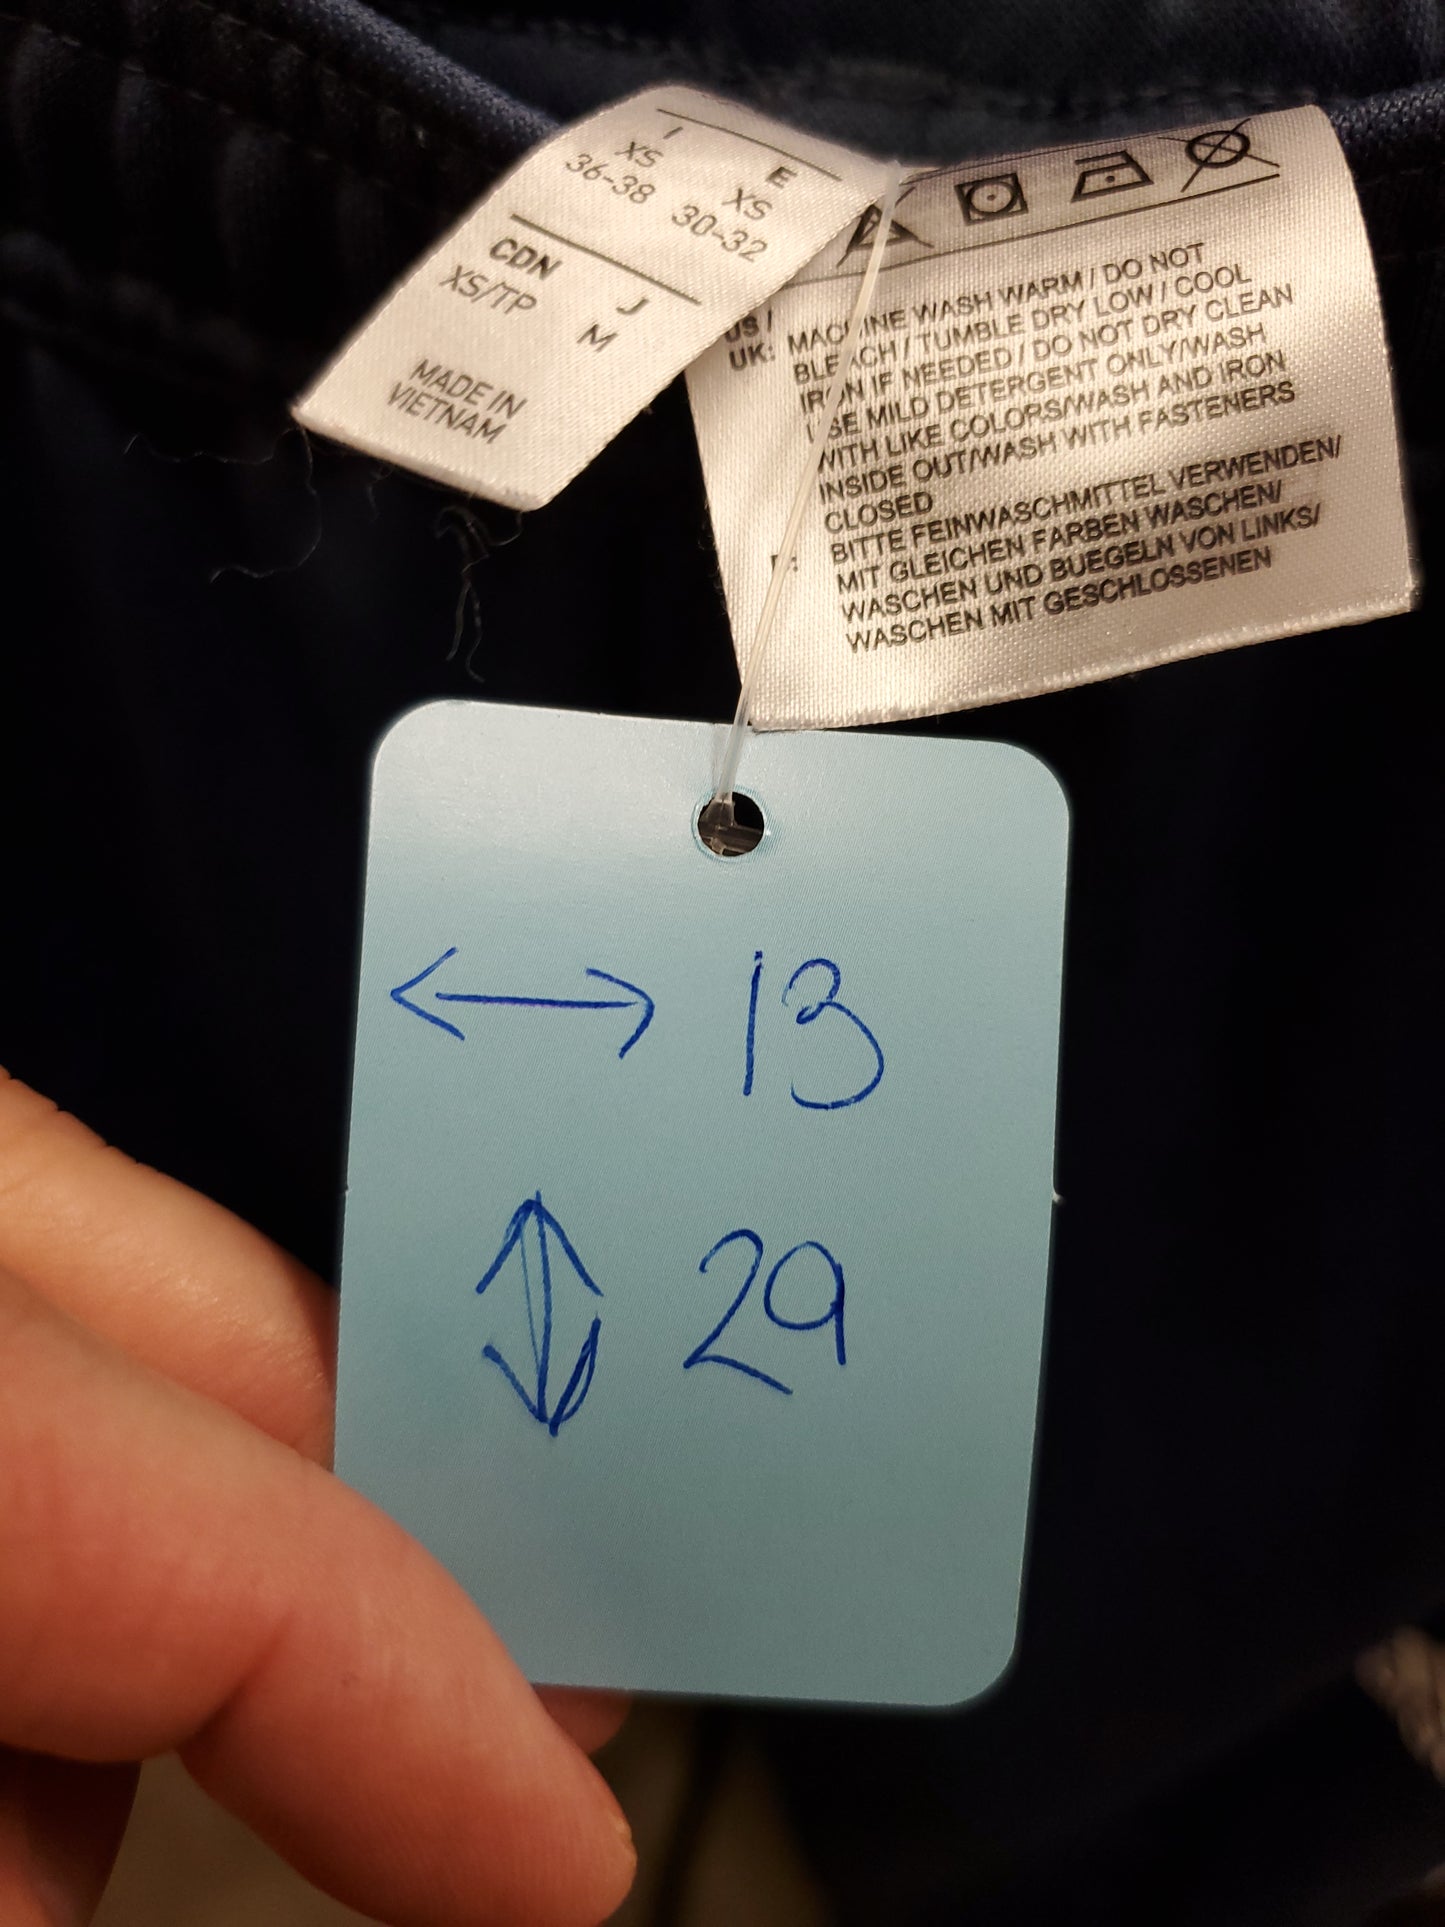 I E
XS XS
36-38 30-32
CDN J
XS/TP M
MADE IN
VIETNAM
US /
UK: MACHINE WASH WARM / DO NOT
BLEACH / TUMBLE DRY LOW / COOL
IRON IF NEEDED / DO NOT DRY CLEAN
USE MILD DETERGENT ONLY/WASH
WITH LIKE COLORS/WASH AND IRON
INSIDE OUT/WASH WITH FASTENERS
CLOSED
BITTE FEINWASCHMITTEL VERWENDEN/
MIT GLEICHEN FARBEN WASCHEN/
WASCHEN UND BUEGELN VON LINKS/
WASCHEN MIT GESCHLOSSENEN
13
29